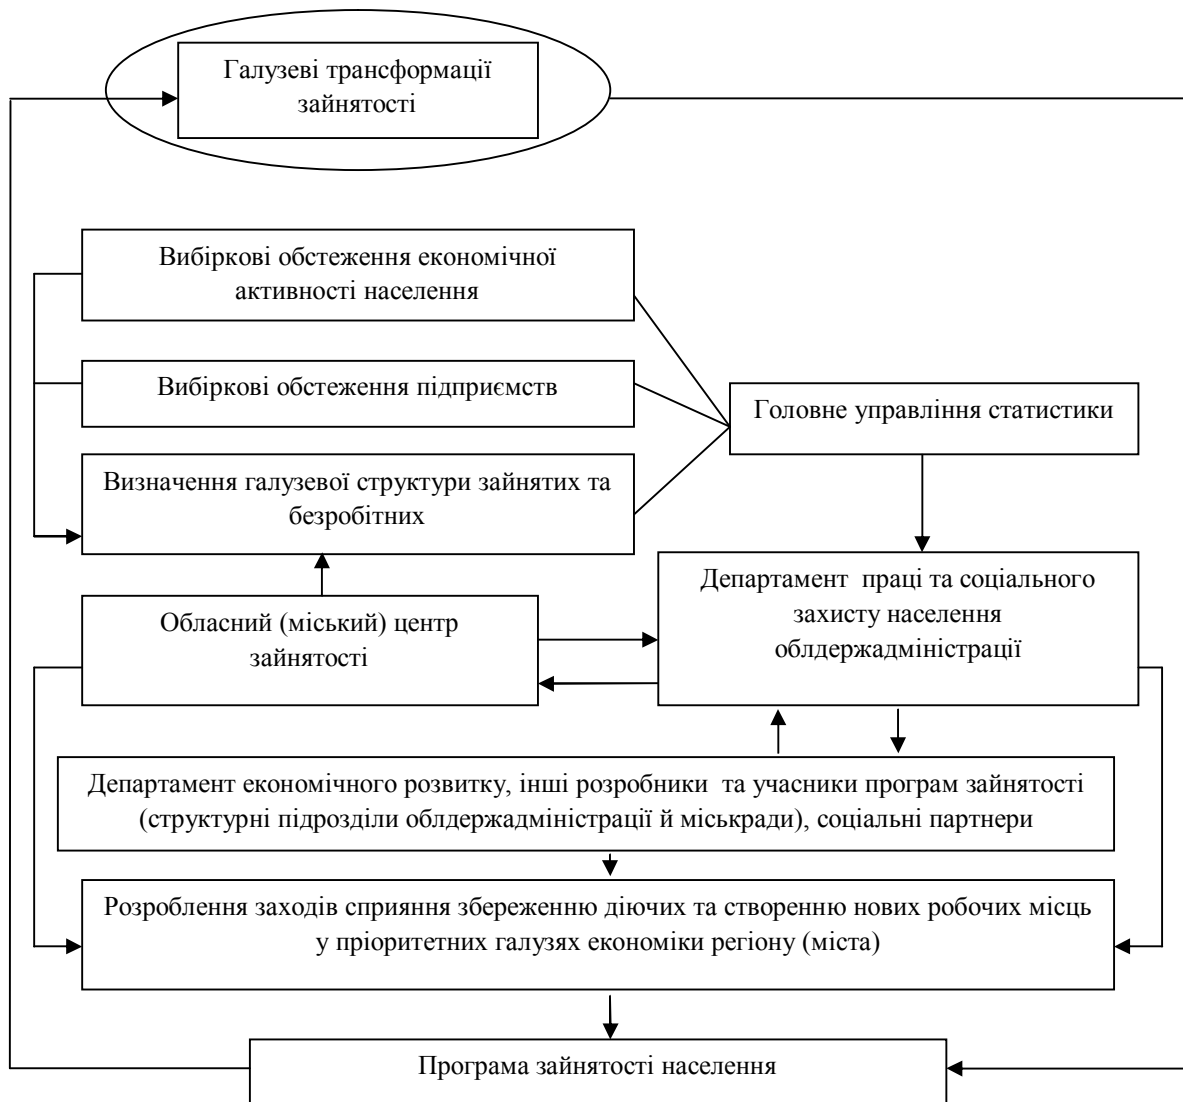 Галузеві трансформації
зайнятості
Вибіркові обстеження економічної
активності населення
Вибіркові обстеження підприємств
Головне управління статистики
Визначення галузевої структури зайнятих та
безробітних
Департамент праці та соціального
захисту населення
облдержадміністрації
Обласний (міський) центр
зайнятості
Департамент економічного розвитку, інші розробники та учасники програм зайнятості
(структурні підрозділи облдержадміністрації й міськради), соціальні партнери
Розроблення заходів сприяння збереженню діючих та створенню нових робочих місць
у пріоритетних галузях економіки регіону (міста)
Програма зайнятості населення